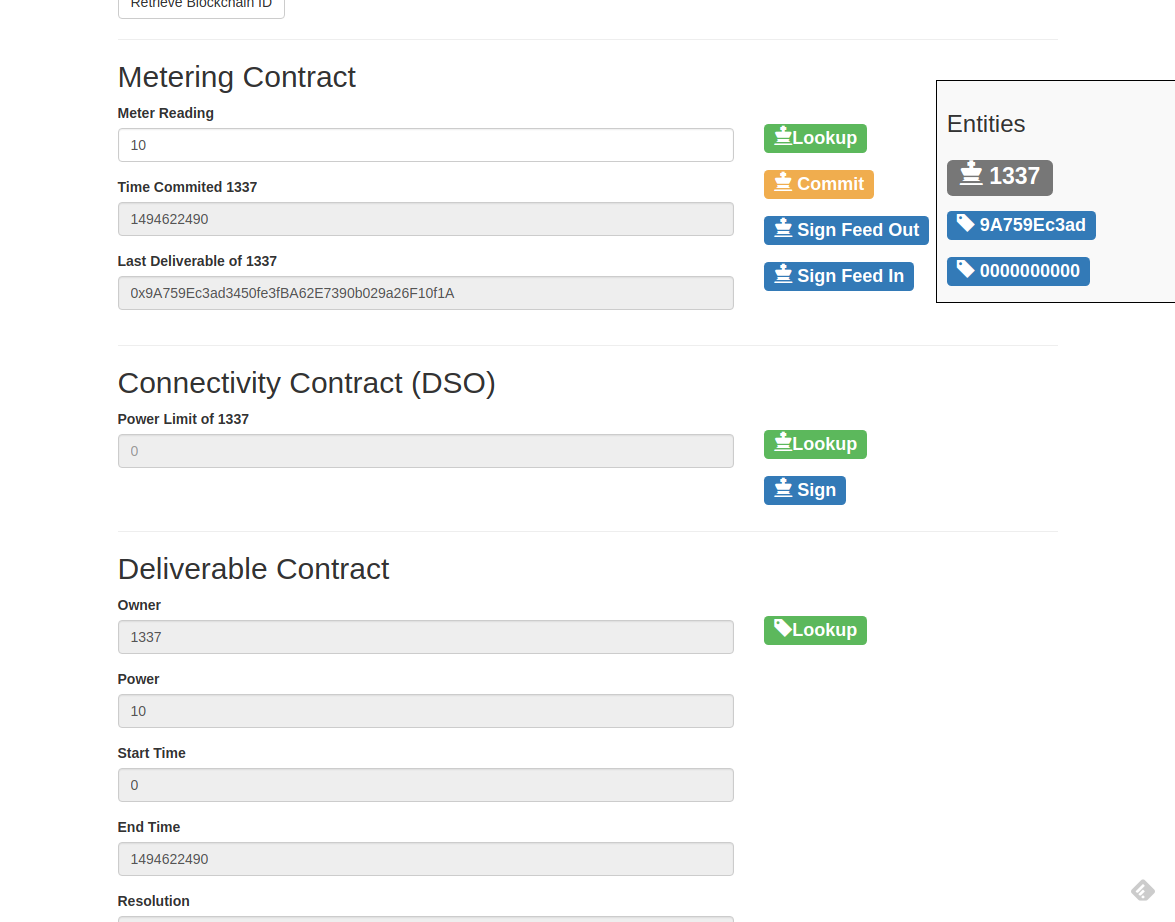 Retrieve Blockchain ID
Metering Contract
Meter Reading
10
Time Commited 1337
1494622490
Last Deliverable of 1337
0x9A759Ec3ad3450fe3fBA62E7390b029a26F10f1A
Lookup
Commit
Sign Feed Out
Sign Feed In
Entities
1337
9A759Ec3ad
0000000000
Connectivity Contract (DSO)
Power Limit of 1337
0
Lookup
Sign
Deliverable Contract
Owner
1337
Lookup
Power
10
Start Time
0
End Time
1494622490
Resolution